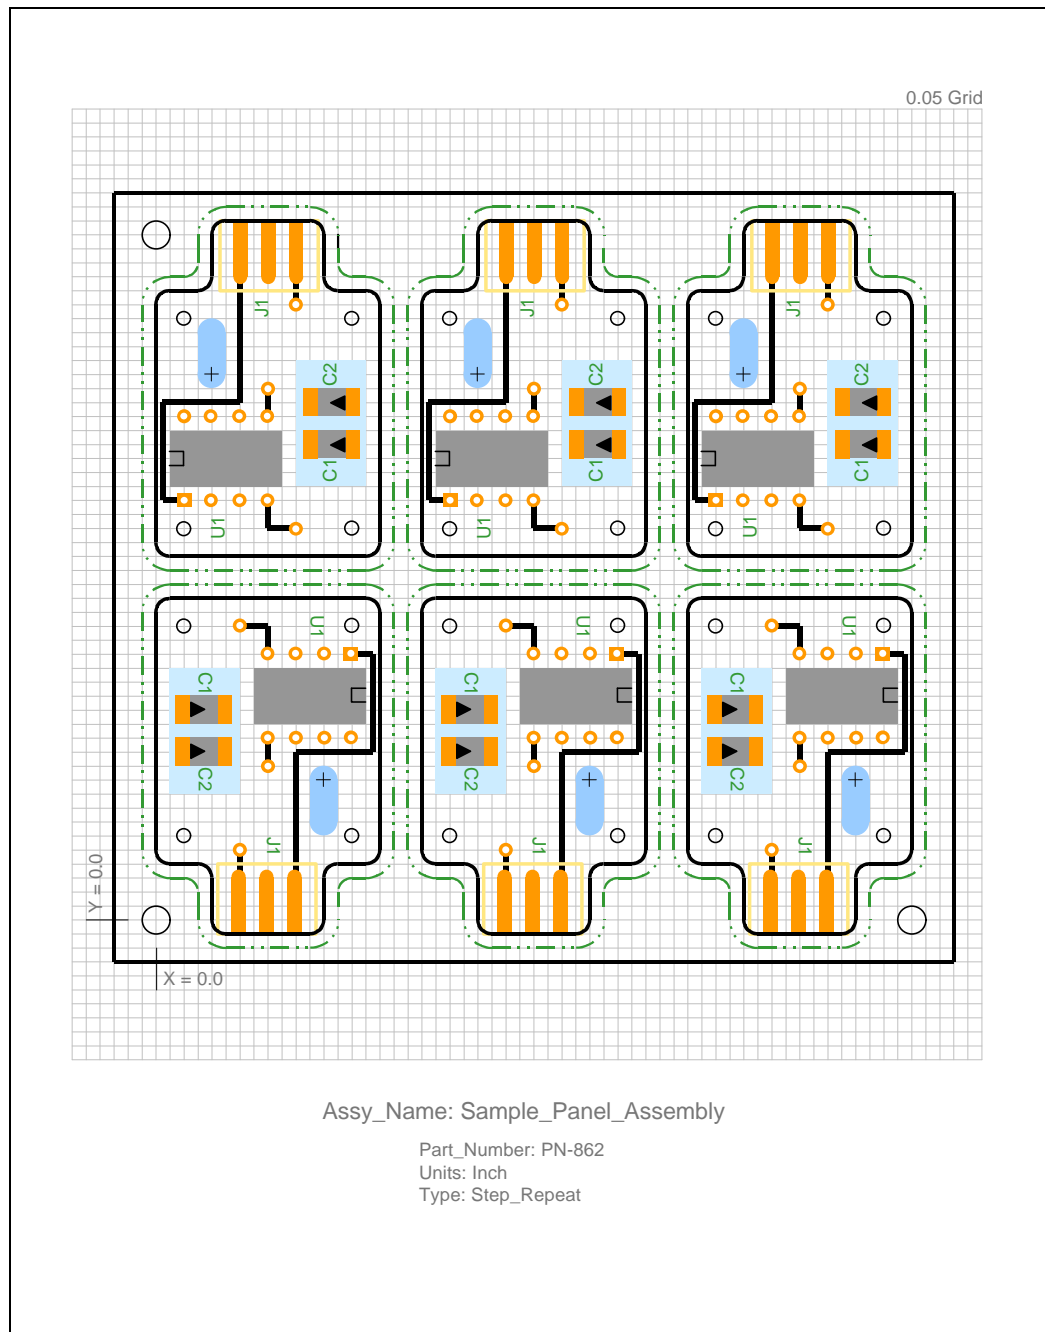 0.05 Grid
J1
J1
J1
C2
C2
C2
+
+
+
C1
C1
C1
U1
U1
U1
U1
U1
U1
C1
C1
C1
C2
C2
C2
+
+
+
J1
J1
J1
Y = 0.0
X = 0.0
Assy_Name: Sample_Panel_Assembly
Part_Number: PN-862
Units: Inch
Type: Step_Repeat